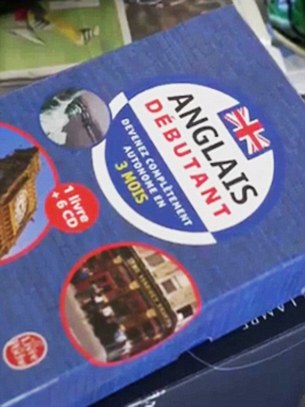 ANGLAIS
DÉBUTANT
DEVENEZ COMPLÈTEMENT
AUTONOME EN
3 MOIS
1 livre
+ 6 CD